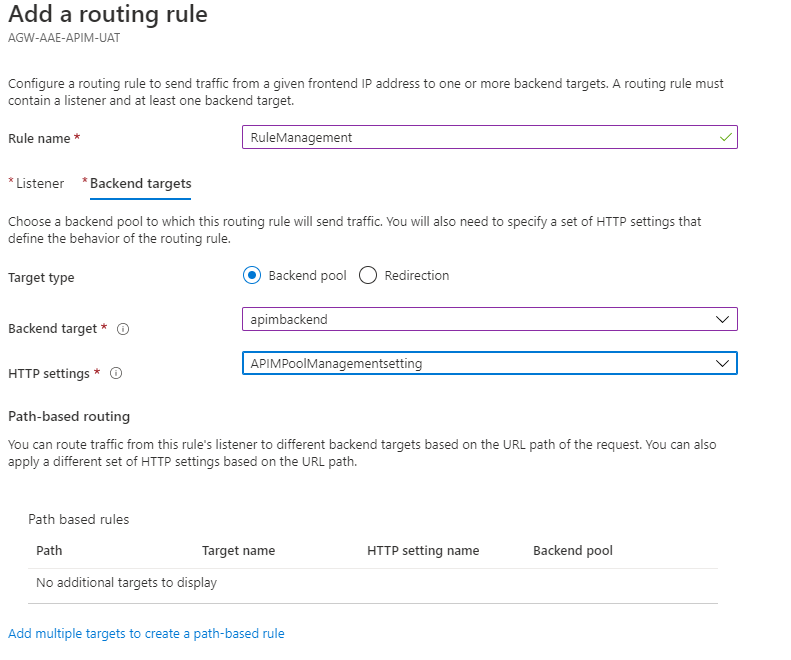 Add a routing rule
AGW-AAE-APIM-UAT
Configure a routing rule to send traffic from a given frontend IP address to one or more backend targets. A routing rule must
contain a listener and at least one backend target.
Rule name *
RuleManagement
* Listener * Backend targets
Choose a backend pool to which this routing rule will send traffic. You will also need to specify a set of HTTP settings that
define the behavior of the routing rule.
Target type
Backend pool Redirection
Backend target *
apimbackend
HTTP settings *
APIMPoolManagementsetting
Path-based routing
You can route traffic from this rule's listener to different backend targets based on the URL path of the request. You can also
apply a different set of HTTP settings based on the URL path.
Path based rules
Path Target name HTTP setting name Backend pool
No additional targets to display
Add multiple targets to create a path-based rule